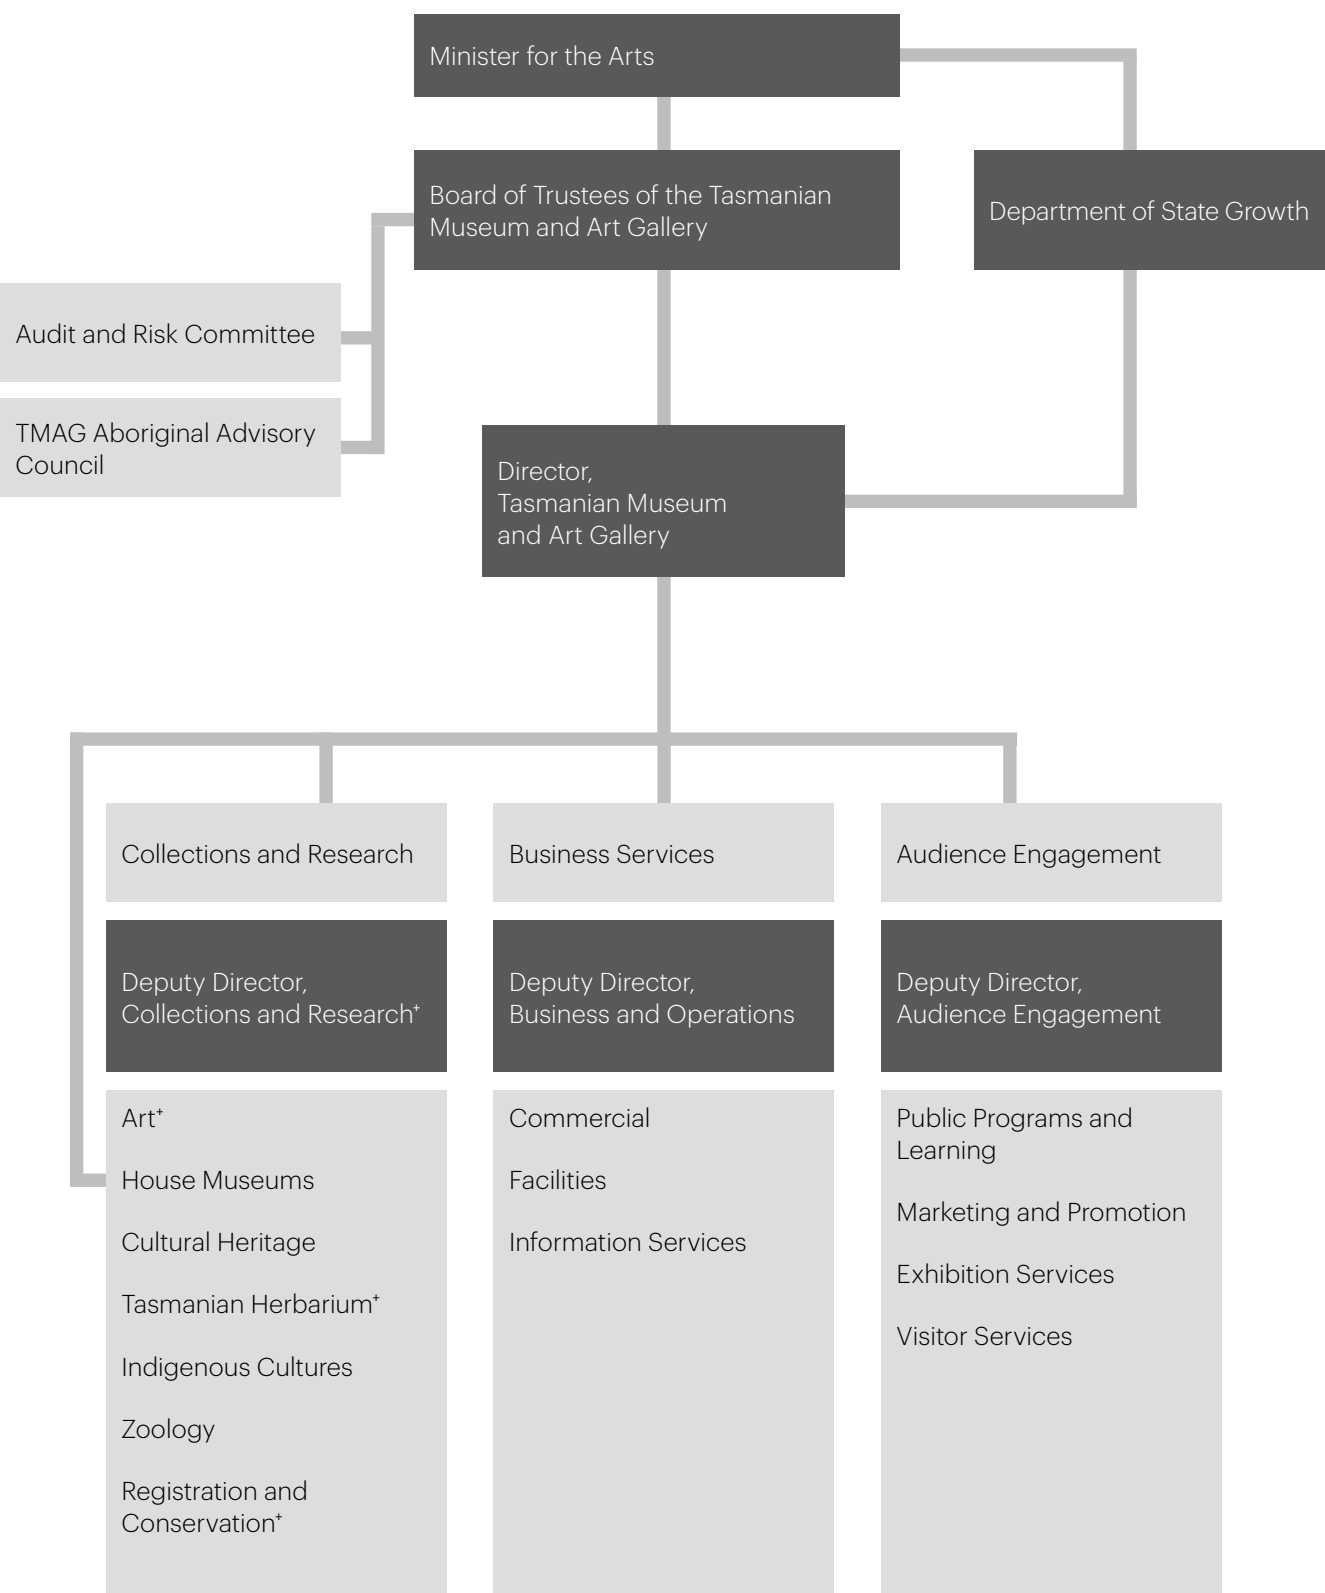 Minister for the Arts
Board of Trustees of the Tasmanian
Museum and Art Gallery
Department of State Growth
Audit and Risk Committee
TMAG Aboriginal Advisory
Council
Director,
Tasmanian Museum
and Art Gallery
Collections and Research
Deputy Director,
Collections and Research⁺
Art⁺
House Museums
Cultural Heritage
Tasmanian Herbarium⁺
Indigenous Cultures
Zoology
Registration and
Conservation⁺
Business Services
Deputy Director,
Business and Operations
Commercial
Facilities
Information Services
Audience Engagement
Deputy Director,
Audience Engagement
Public Programs and
Learning
Marketing and Promotion
Exhibition Services
Visitor Services